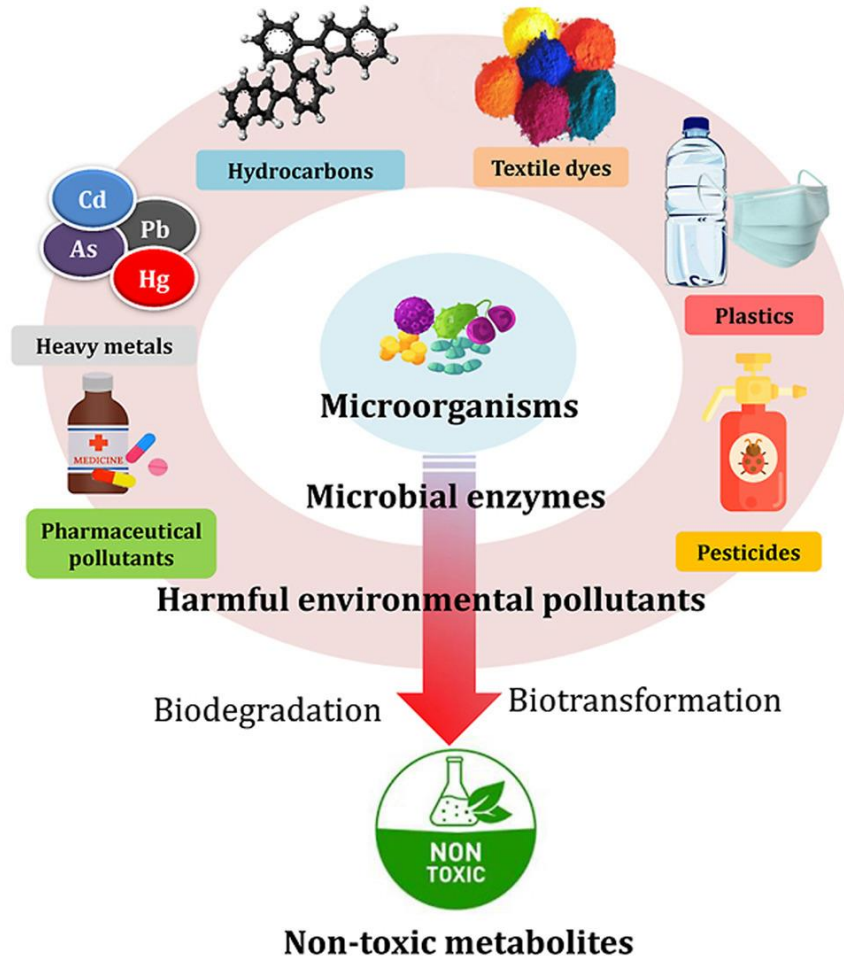 Hydrocarbons
Textile dyes
Cd
Pb
As
Hg
Heavy metals
Plastics
MEDICINE
Pharmaceutical
pollutants
Pesticides
Microorganisms
Microbial enzymes
Harmful environmental pollutants
Biodegradation
Biotransformation
NON
TOXIC
Non-toxic metabolites